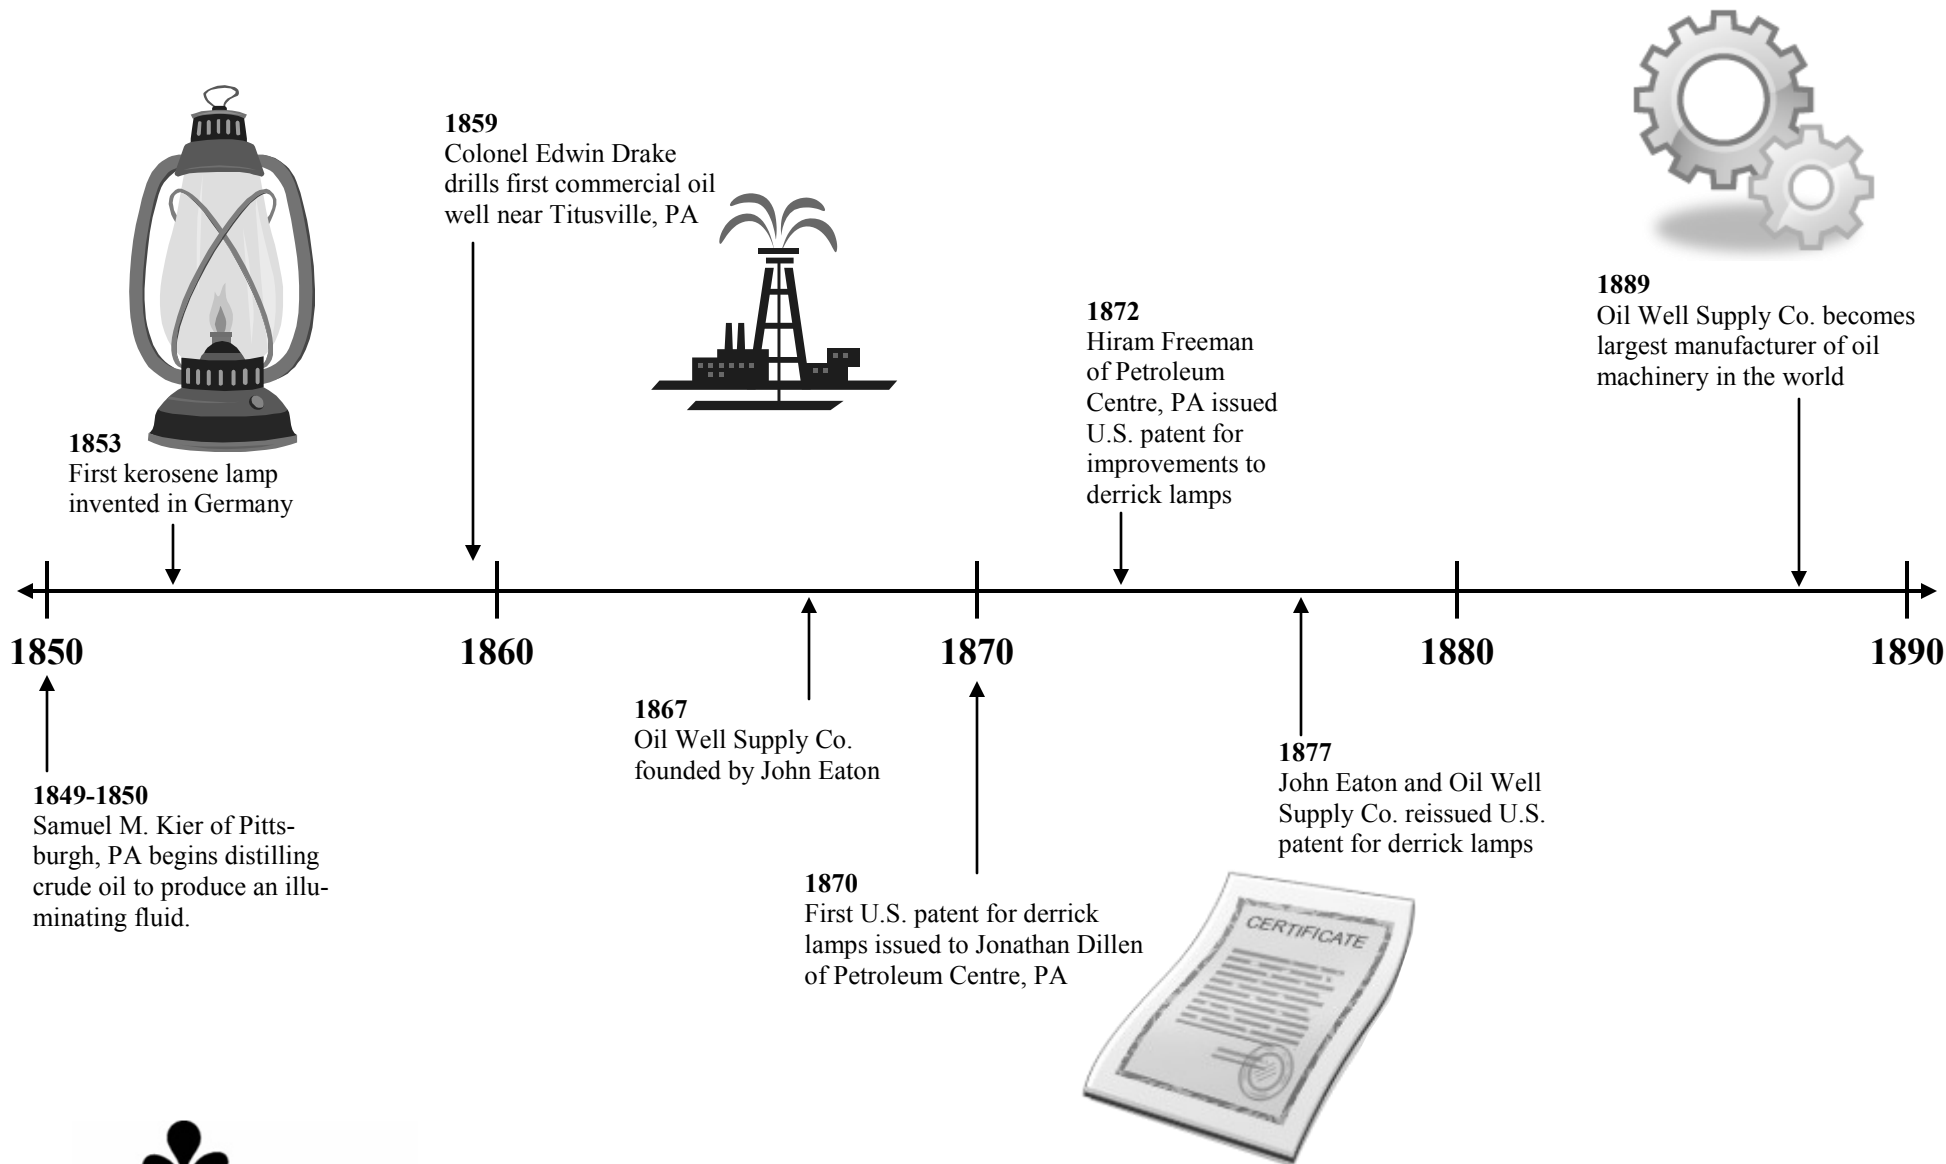 1859
Colonel Edwin Drake
drills first commercial oil
well near Titusville, PA
1889
Oil Well Supply Co. becomes
largest manufacturer of oil
machinery in the world
1872
Hiram Freeman
of Petroleum
Centre, PA issued
U.S. patent for
improvements to
derrick lamps
1853
First kerosene lamp
invented in Germany
1850
1860
1870
1880
1890
1849-1850
Samuel M. Kier of Pitts-
burgh, PA begins distilling
crude oil to produce an illu-
minating fluid.
1867
Oil Well Supply Co.
founded by John Eaton
1870
First U.S. patent for derrick
lamps issued to Jonathan Dillen
of Petroleum Centre, PA
1877
John Eaton and Oil Well
Supply Co. reissued U.S.
patent for derrick lamps
CERTIFICATE